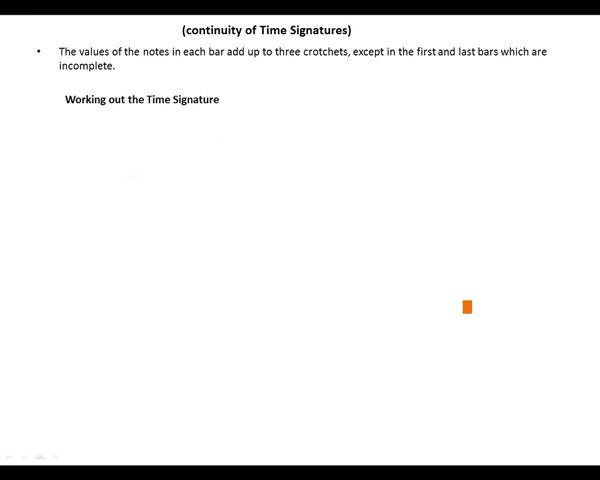 (continuity of Time Signatures)
• The values of the notes in each bar add up to three crotchets, except in the first and last bars which are
incomplete.
Working out the Time Signature